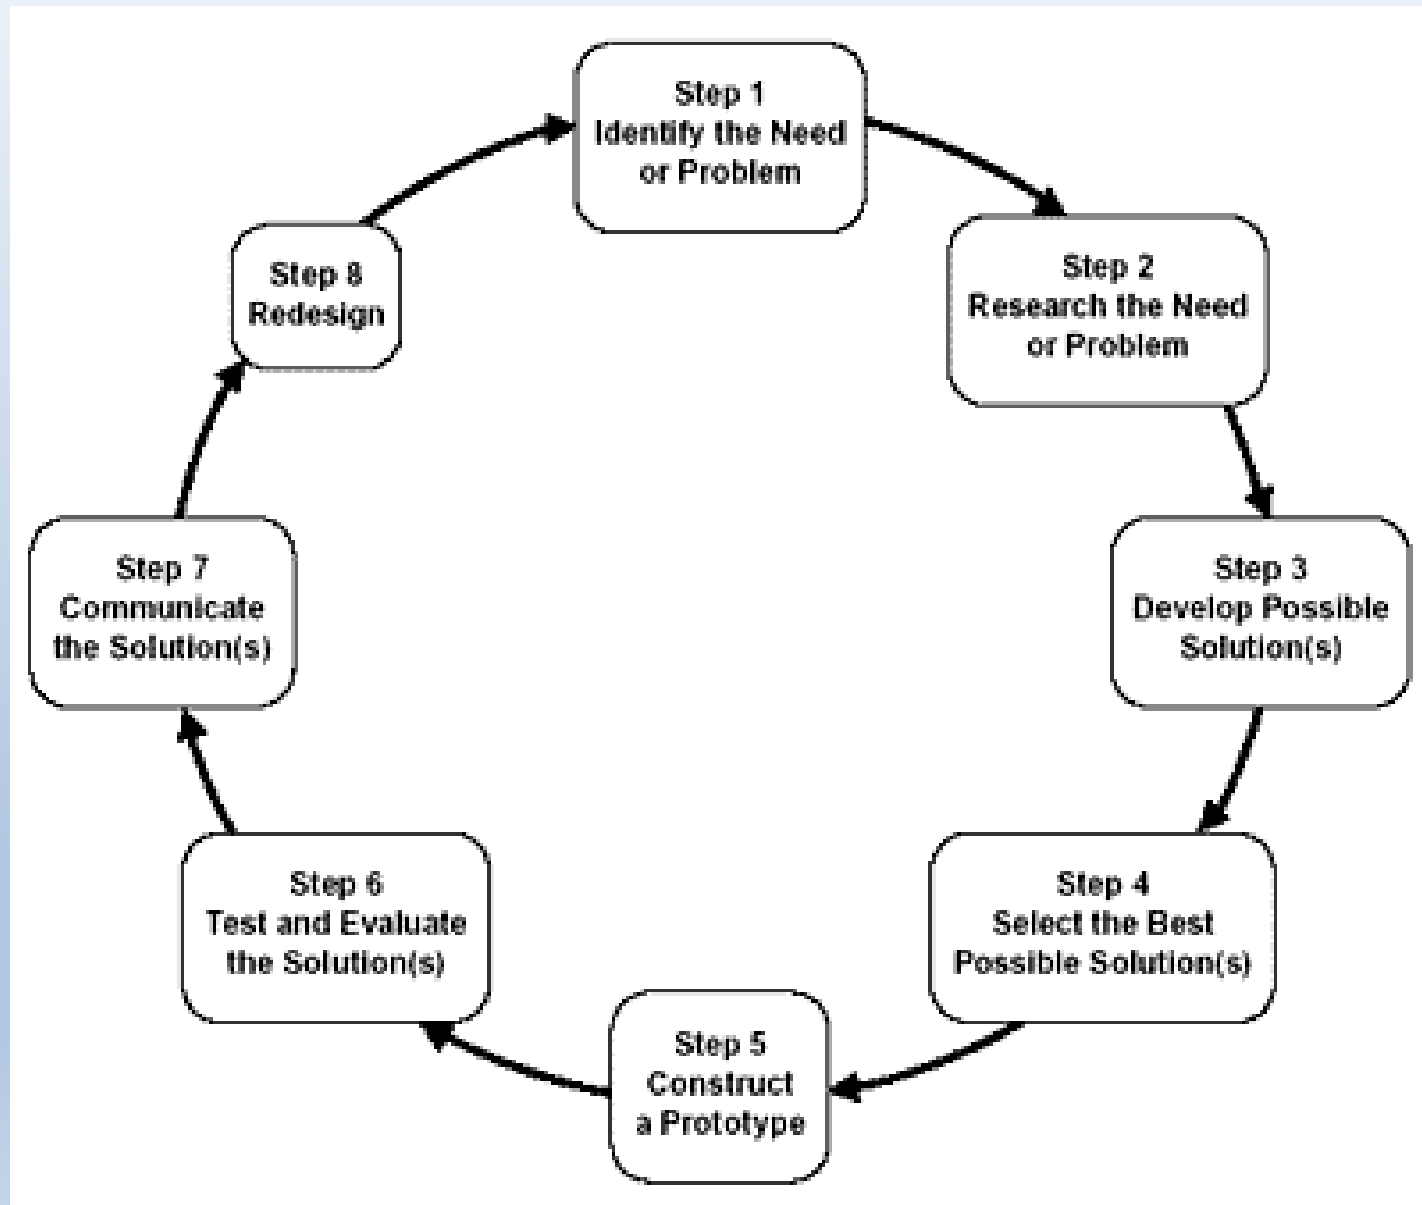 Step 1
Identify the Need
or Problem
Step 2
Research the Need
or Problem
Step 3
Develop Possible
Solution(s)
Step 4
Select the Best
Possible Solution(s)
Step 5
Construct
a Prototype
Step 6
Test and Evaluate
the Solution(s)
Step 7
Communicate
the Solution(s)
Step 8
Redesign